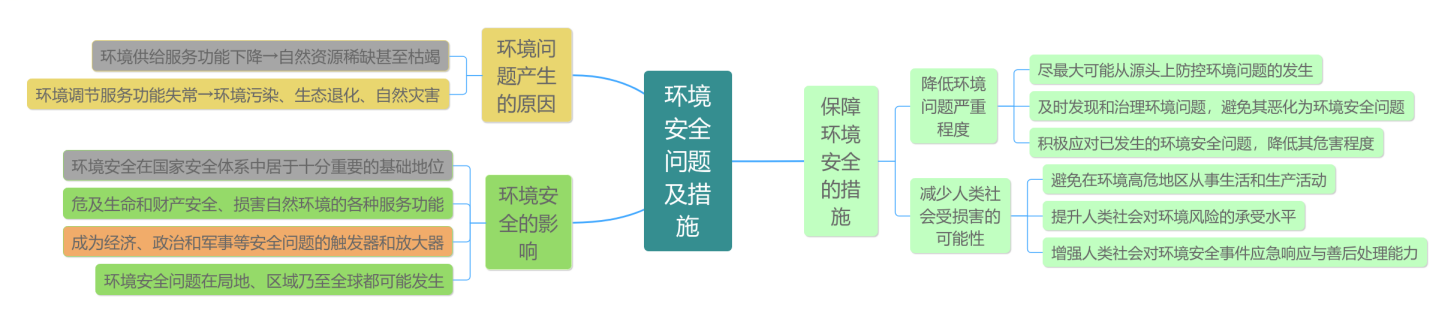 环境安全问题及措施
环境问题产生的原因
环境供给服务功能下降→自然资源稀缺甚至枯竭
环境调节服务功能失常→环境污染、生态退化、自然灾害
环境安全的影响
环境安全在国家安全体系中居于十分重要的基础地位
危及生命和财产安全、损害自然环境的各种服务功能
成为经济、政治和军事等安全问题的触发器和放大器
环境安全问题在局地、区域乃至全球都可能发生
保障环境安全的措施
降低环境问题严重程度
尽最大可能从源头上防控环境问题的发生
及时发现和治理环境问题，避免其恶化为环境安全问题
积极应对已发生的环境安全问题，降低其危害程度
减少人类社会受损害的可能性
避免在环境高危地区从事生活和生产活动
提升人类社会对环境风险的承受水平
增强人类社会对环境安全事件应急响应与善后处理能力